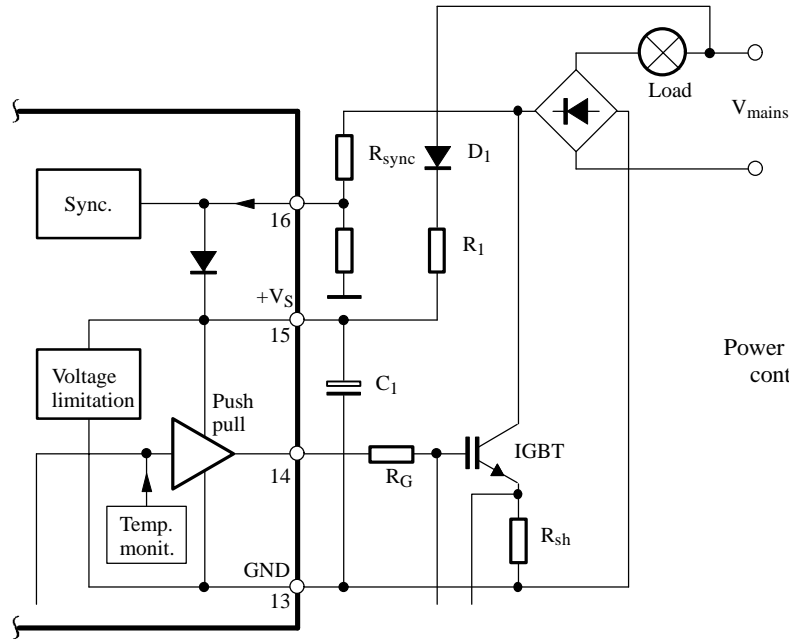 Load
V_mains
R_sync
D_1
Sync.
16
R_1
+V_S
15
Voltage
limitation
C_1
Power
cont
Push
pull
14
R_G
IGBT
Temp.
monit.
R_sh
GND
13